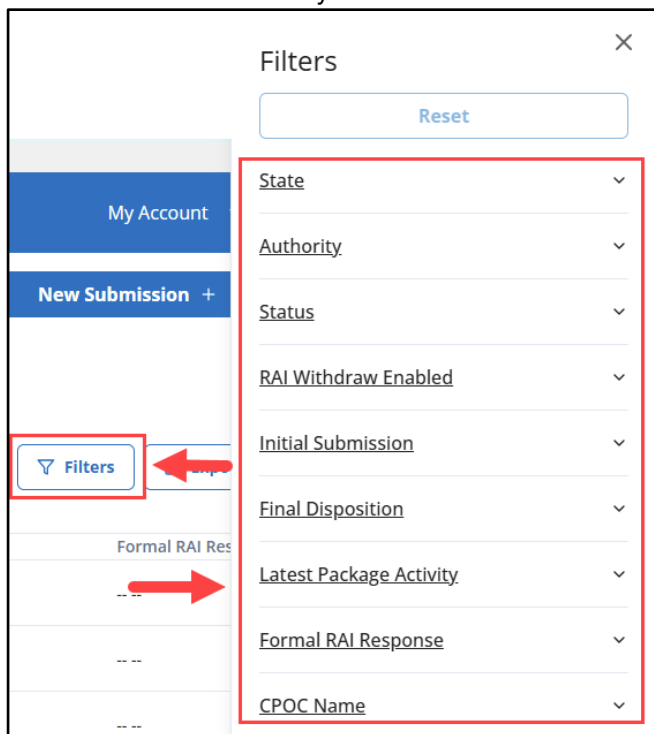 Filters
Reset
State
My Account
Authority
New Submission +
Status
RAI Withdraw Enabled
Initial Submission
Filters
Final Disposition
Formal RAI Res
Latest Package Activity
-- --
Formal RAI Response
-- --
CPOC Name
-- --